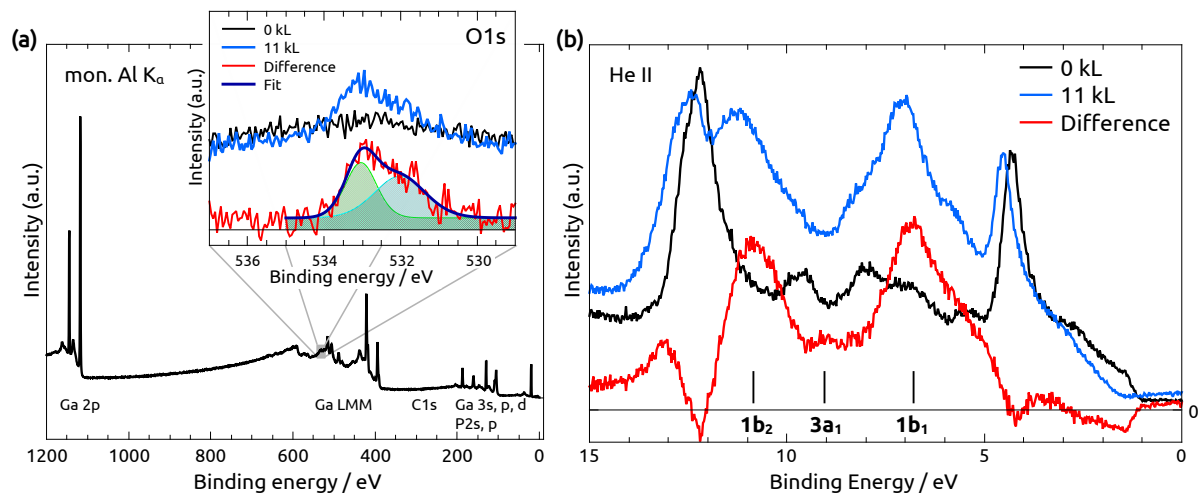 (a)
mon. Al Kα
Intensity (a.u.)
Ga 2p
Ga LMM
C1s
Ga 3s, p, d
P2s, p
1200 1000 800 600 400 200 0
Binding energy / eV
Intensity (a.u.)
0 kL
11 kL
Difference
Fit
O1s
536 534 532 530
Binding energy / eV
(b)
He II
0 kL
11 kL
Difference
Intensity (a.u.)
1b₂ 3a₁ 1b₁
0
15 10 5 0
Binding Energy / eV